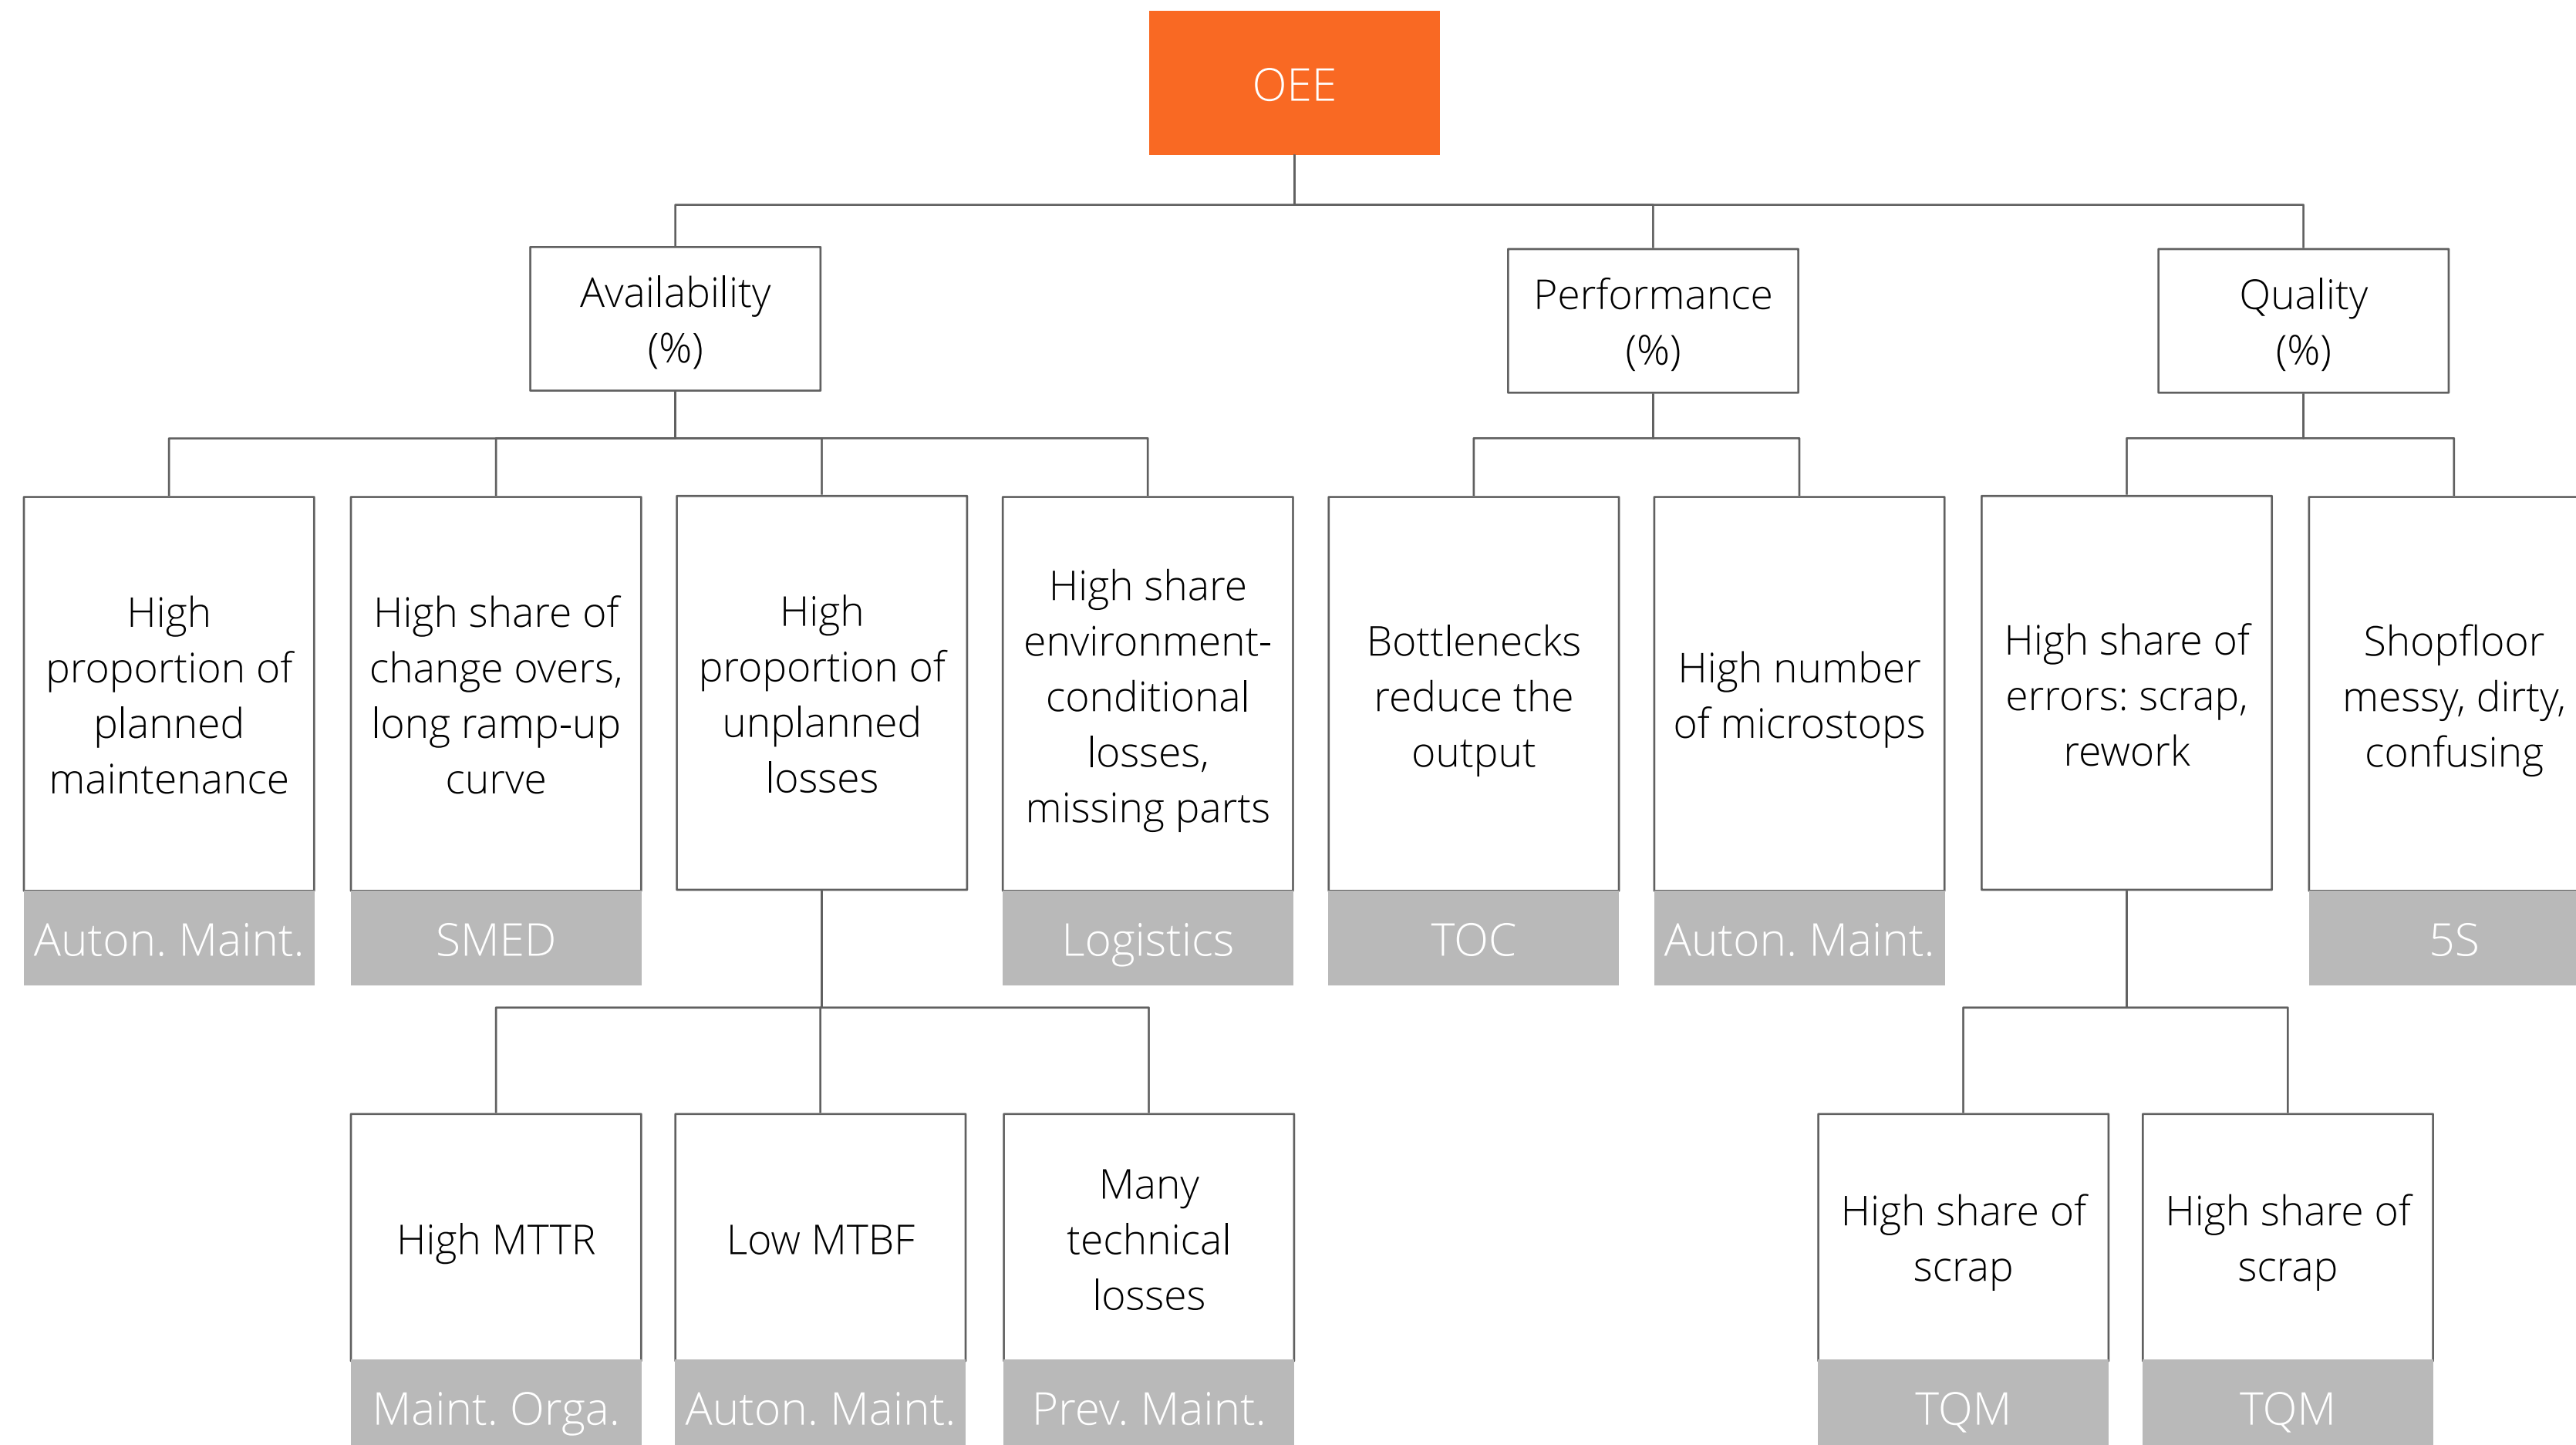 OEE
Availability
(%)
Performance
(%)
Quality
(%)
High
proportion of
planned
maintenance
Auton. Maint.
High share of
change overs,
long ramp-up
curve
SMED
High
proportion of
unplanned
losses
High share
environment-
conditional
losses,
missing parts
Logistics
Bottlenecks
reduce the
output
TOC
High number
of microstops
Auton. Maint.
High share of
errors: scrap,
rework
Shopfloor
messy, dirty,
confusing
5S
High MTTR
Maint. Orga.
Low MTBF
Auton. Maint.
Many
technical
losses
Prev. Maint.
High share of
scrap
TQM
High share of
scrap
TQM